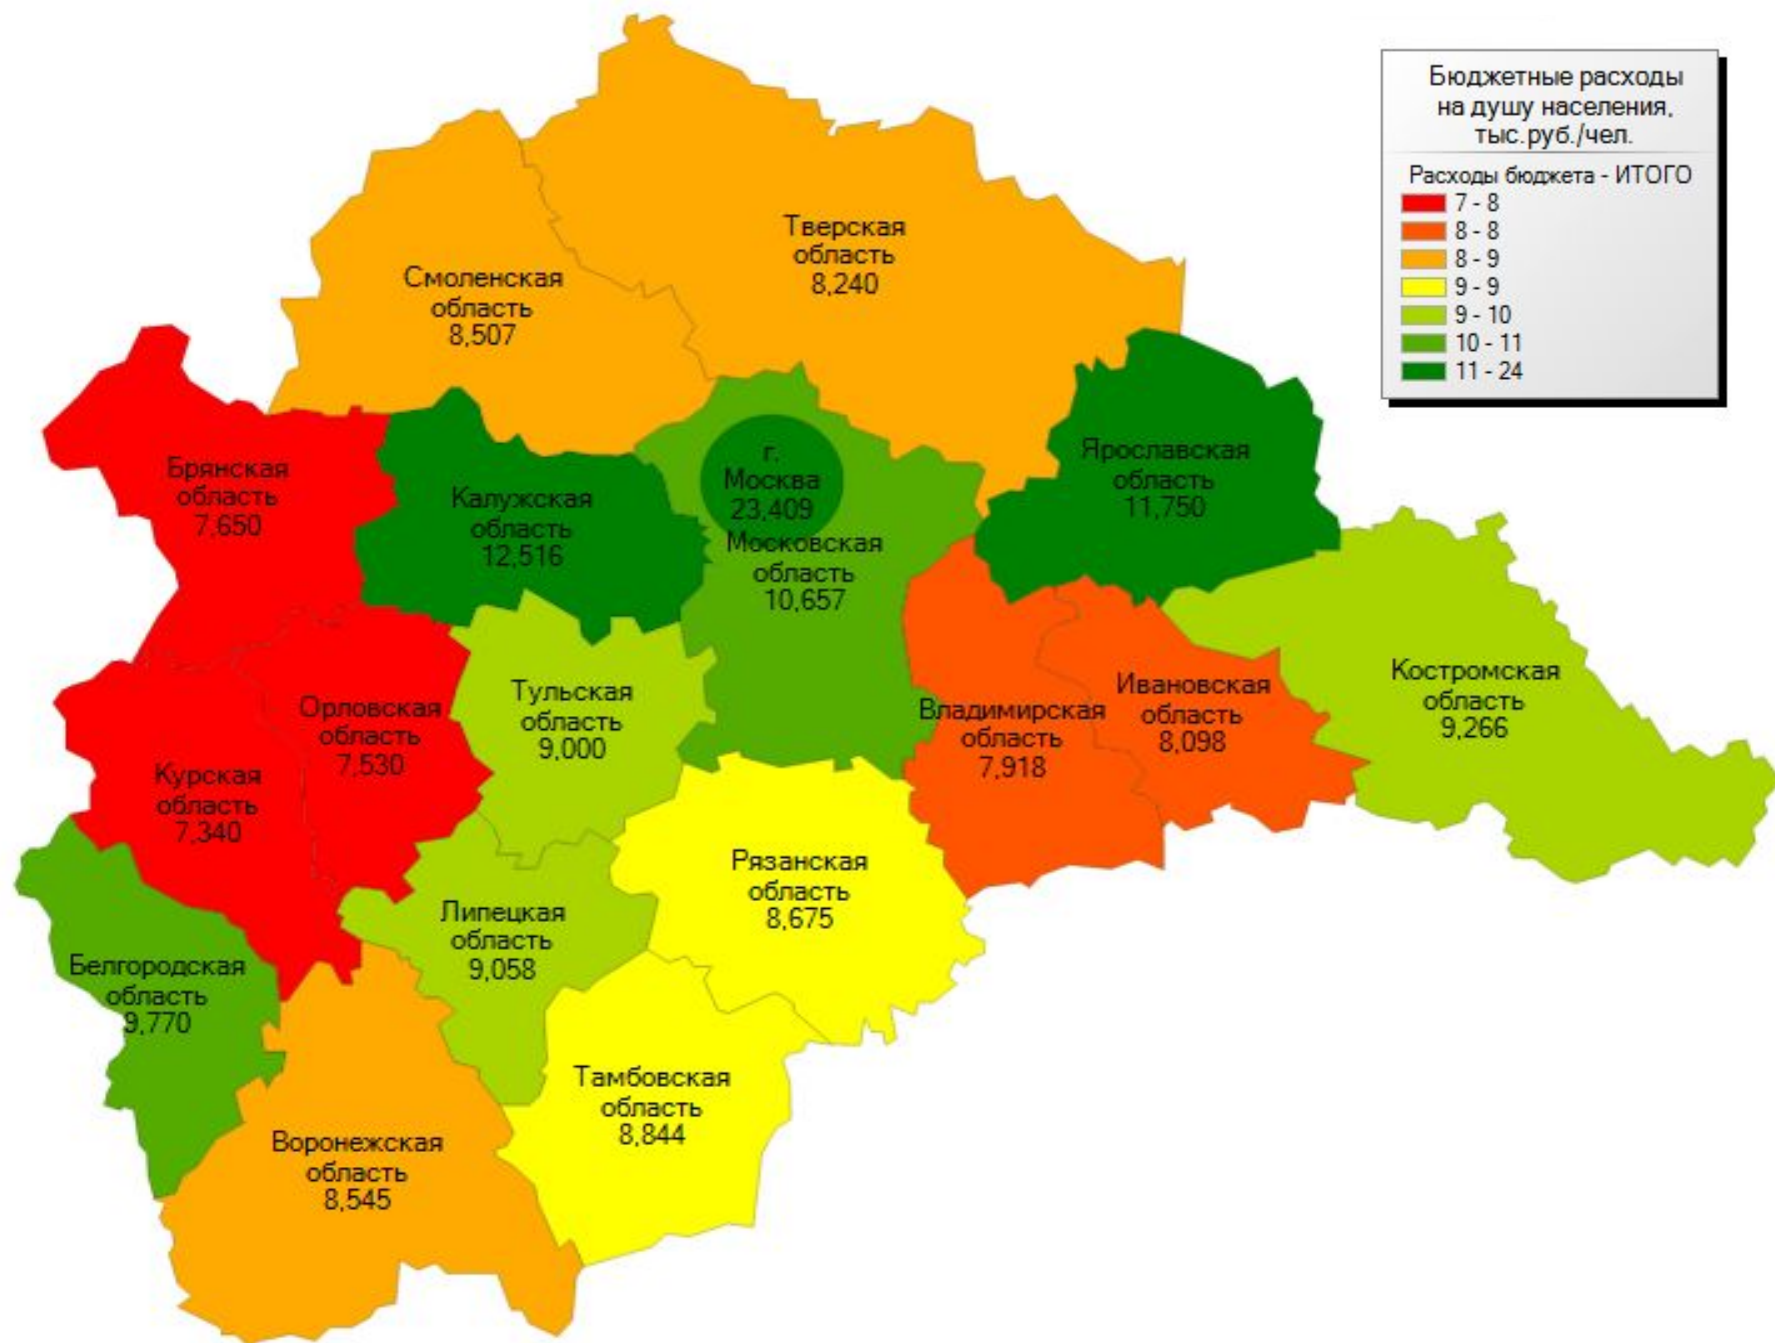 Бюджетные расходы
на душу населения,
тыс.руб./чел.
Расходы бюджета - ИТОГО
7 - 8
8 - 8
8 - 9
9 - 9
9 - 10
10 - 11
11 - 24
Тверская
область
8,240
Смоленская
область
8,507
Ярославская
область
11,750
г.
Москва
23,409
Брянская
область
7,650
Калужская
область
12,516
Московская
область
10,657
Костромская
область
9,266
Ивановская
область
8,098
Тульская
область
9,000
Орловская
область
7,530
Владимирская
область
7,918
Курская
область
7,340
Рязанская
область
8,675
Липецкая
область
9,058
Белгородская
область
9,770
Тамбовская
область
8,844
Воронежская
область
8,545